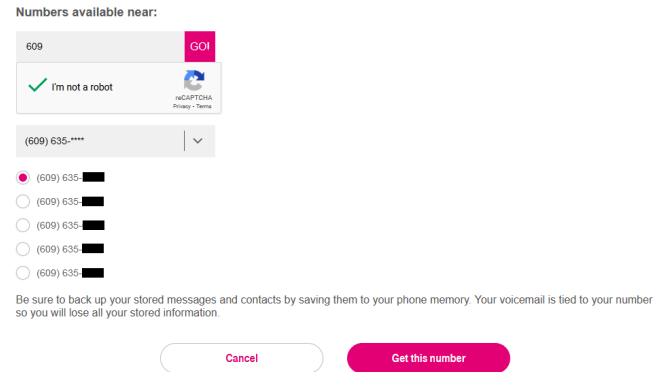 Numbers available near:
609 GO!
I'm not a robot
reCAPTCHA
Privacy - Terms
(609) 635-****
(609) 635-
(609) 635-
(609) 635-
(609) 635-
(609) 635-
Be sure to back up your stored messages and contacts by saving them to your phone memory. Your voicemail is tied to your number
so you will lose all your stored information.
Cancel Get this number